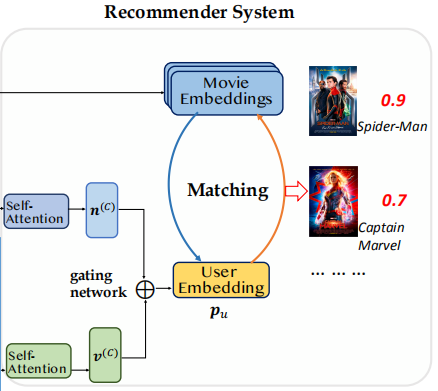 Recommender System
Movie
Embeddings
0.9
Spider-Man
Matching
0.7
Captain
Marvel
Self-
Attention
n(C)
gating
network
User
Embedding
... ... ...
pu
Self-
Attention
v(C)